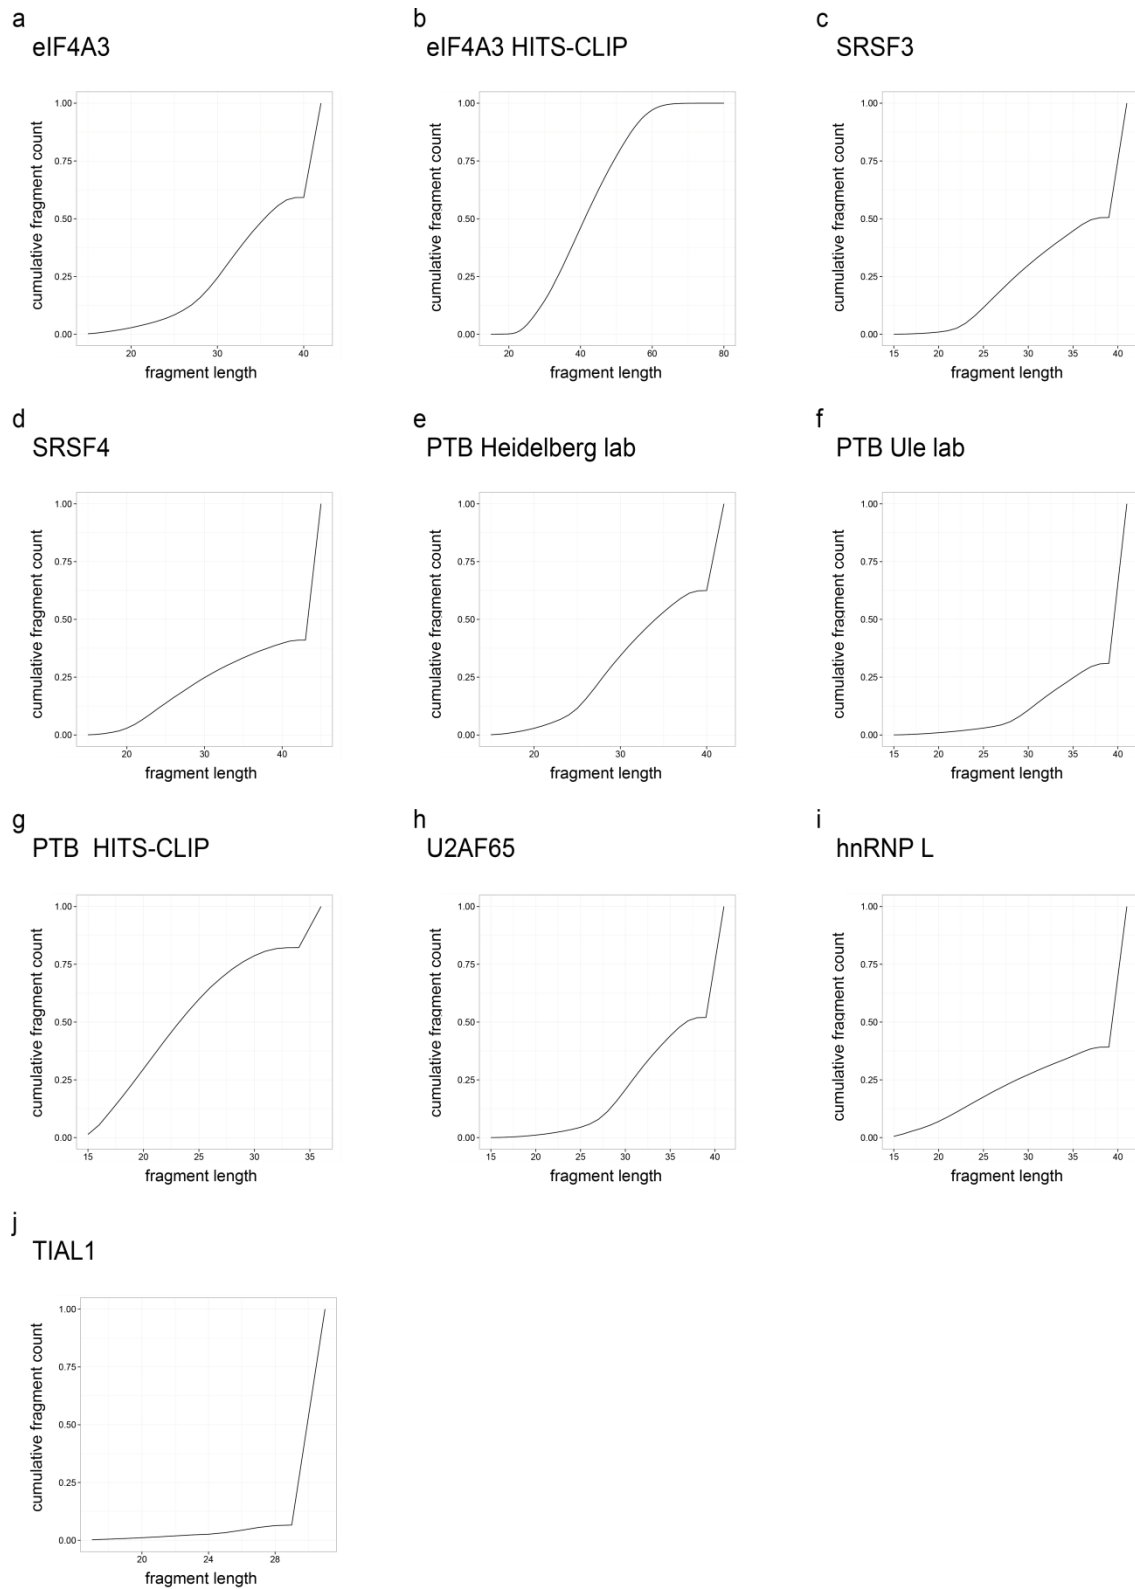 a
eIF4A3
b
eIF4A3 HITS-CLIP
c
SRSF3
cumulative fragment count
1.00
0.75
0.50
0.25
0.00
20
30
40
fragment length
cumulative fragment count
1.00
0.75
0.50
0.25
0.00
20
40
60
80
fragment length
cumulative fragment count
1.00
0.75
0.50
0.25
0.00
15
20
25
30
35
40
fragment length
d
SRSF4
e
PTB Heidelberg lab
f
PTB Ule lab
cumulative fragment count
1.00
0.75
0.50
0.25
0.00
20
30
40
fragment length
cumulative fragment count
1.00
0.75
0.50
0.25
0.00
20
30
40
fragment length
cumulative fragment count
1.00
0.75
0.50
0.25
0.00
15
20
25
30
35
40
fragment length
g
PTB HITS-CLIP
h
U2AF65
i
hnRNP L
cumulative fragment count
1.00
0.75
0.50
0.25
0.00
15
20
25
30
35
fragment length
cumulative fragment count
1.00
0.75
0.50
0.25
0.00
15
20
25
30
35
40
fragment length
cumulative fragment count
1.00
0.75
0.50
0.25
0.00
15
20
25
30
35
40
fragment length
j
TIAL1
cumulative fragment count
1.00
0.75
0.50
0.25
0.00
20
24
28
fragment length